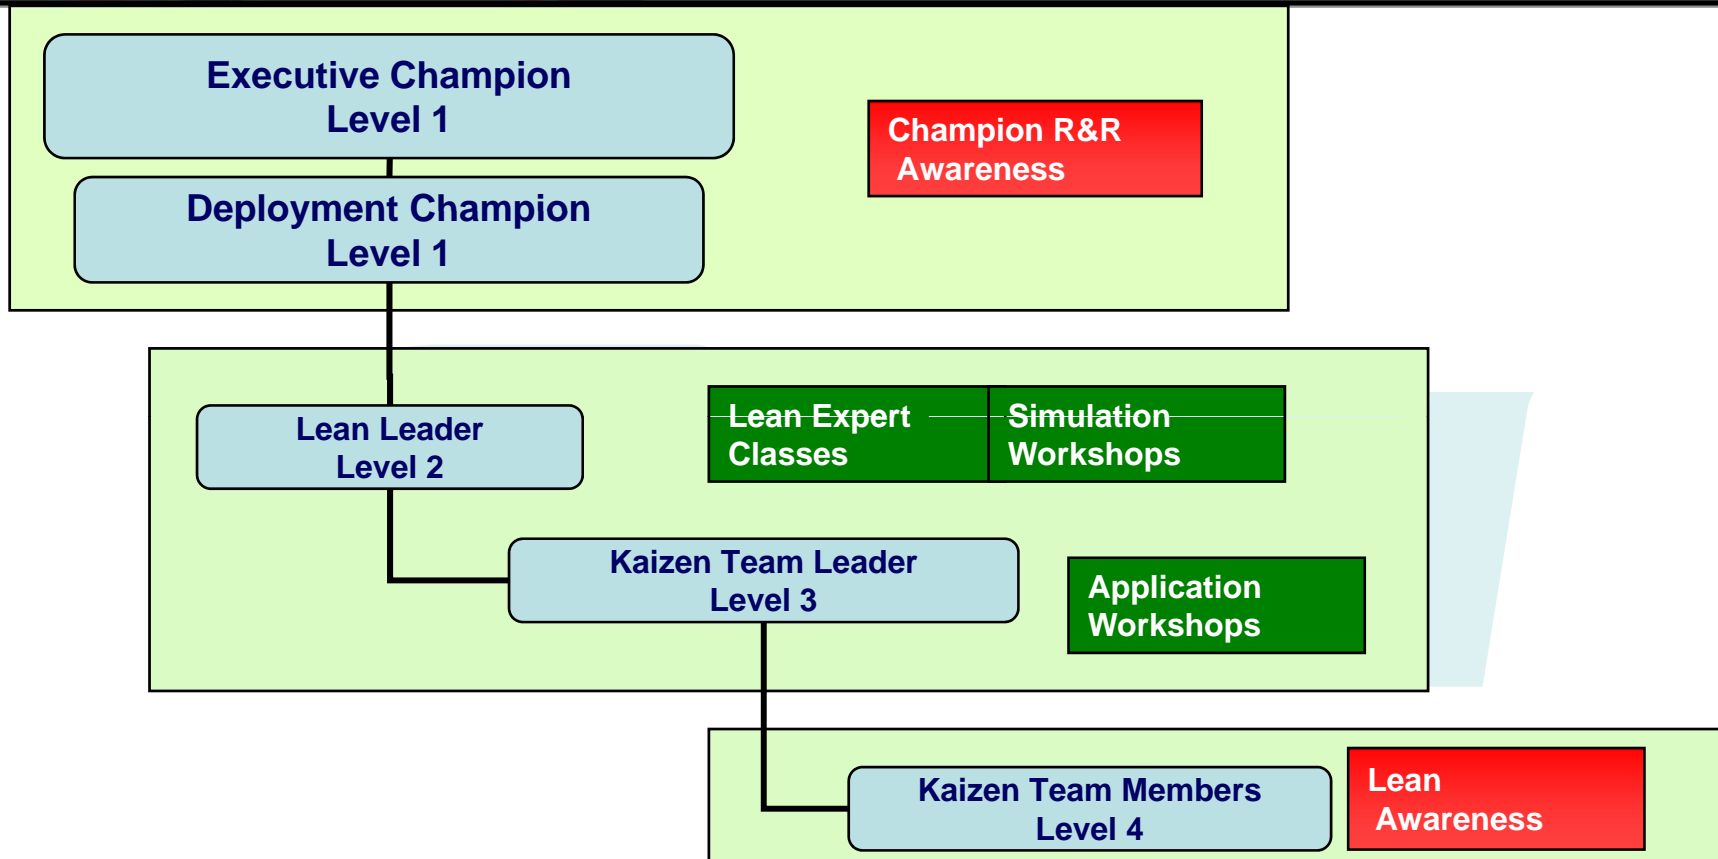 Executive Champion
Level 1
Champion R&R
Awareness
Deployment Champion
Level 1
Lean Leader
Level 2
Lean Expert
Classes
Simulation
Workshops
Kaizen Team Leader
Level 3
Application
Workshops
Kaizen Team Members
Level 4
Lean
Awareness